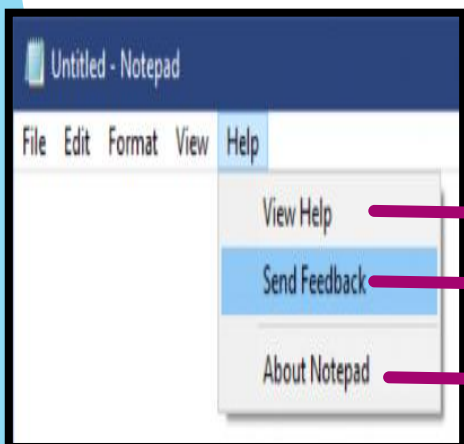 Untitled - Notepad
File Edit Format View Help
View Help
Send Feedback
About Notepad